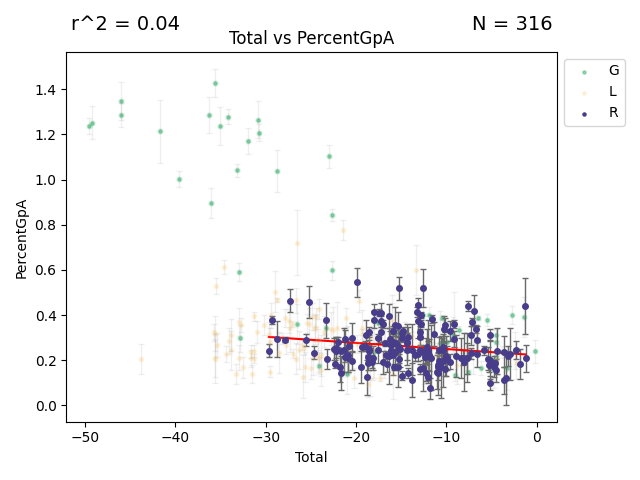 r^2 = 0.04
N = 316
Total vs PercentGpA
G
L
R
PercentGpA
1.4
1.2
1.0
0.8
0.6
0.4
0.2
0.0
−50
−40
−30
−20
−10
0
Total